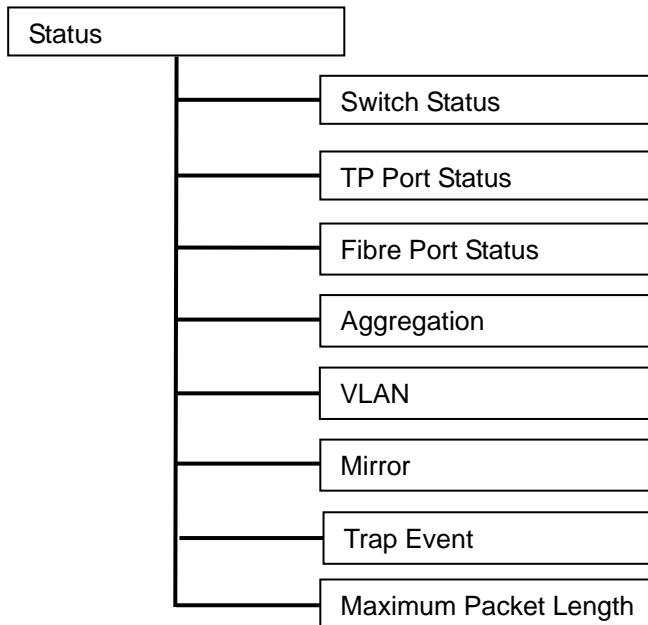 Status
Switch Status
TP Port Status
Fibre Port Status
Aggregation
VLAN
Mirror
Trap Event
Maximum Packet Length